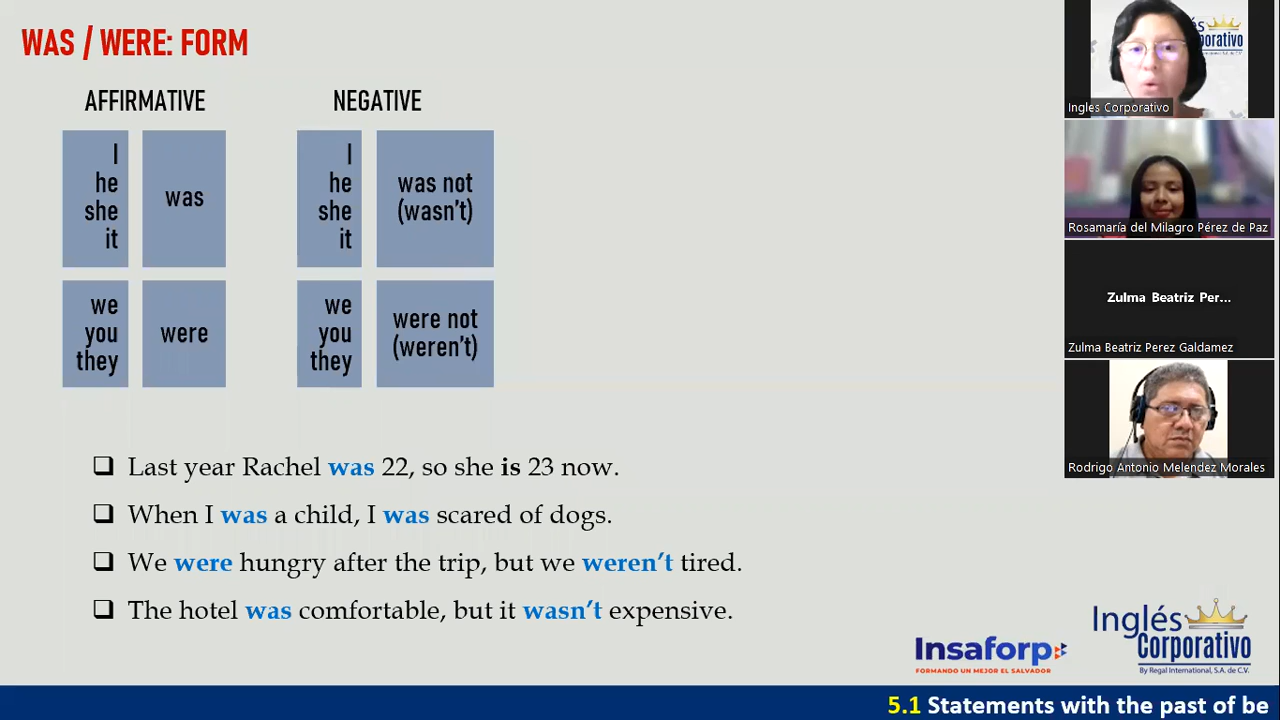 WAS / WERE: FORM
AFFIRMATIVE
NEGATIVE
I
he
she
it
was
I
he
she
it
was not
(wasn't)
we
you
they
were
we
you
they
were not
(weren't)
❑ Last year Rachel was 22, so she is 23 now.
❑ When I was a child, I was scared of dogs.
❑ We were hungry after the trip, but we weren't tired.
❑ The hotel was comfortable, but it wasn't expensive.
Insaforp
FORMANDO UN MEJOR EL SALVADOR
Inglés
Corporativo
By Regal International, S.A. de C.V.
5.1 Statements with the past of be
Ingles Corporativo
Rosamaría del Milagro Pérez de Paz
Zulma Beatriz Per...
Zulma Beatriz Perez Galdamez
Rodrigo Antonio Melendez Morales